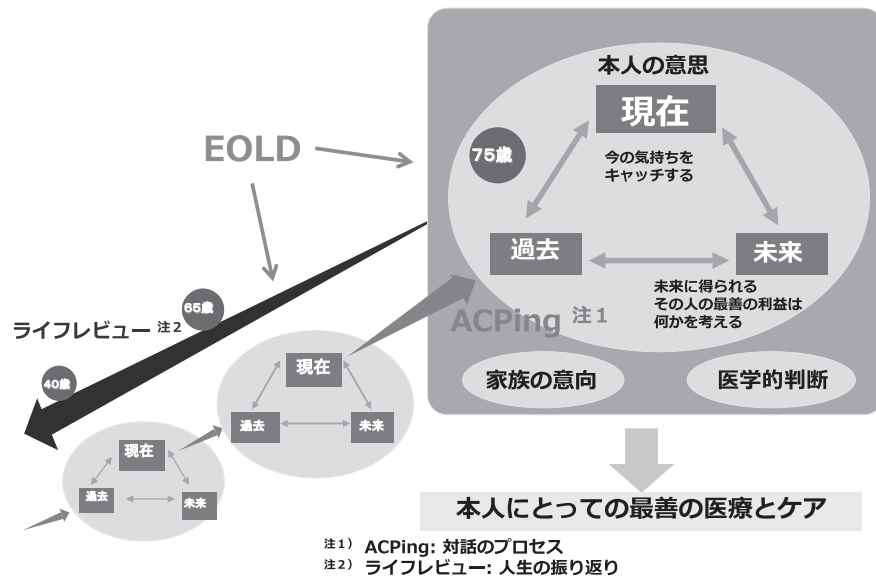 本人の意思
現在
75歳
今の気持ちを
キャッチする
EOLD
過去
未来
未来に得られる
その人の最善の利益は
何かを考える
ACPing 注1
65歳
ライフレビュー 注2
40歳
家族の意向
医学的判断
現在
過去
未来
現在
過去
未来
本人にとっての最善の医療とケア
注1) ACPing: 対話のプロセス
注2) ライフレビュー: 人生の振り返り